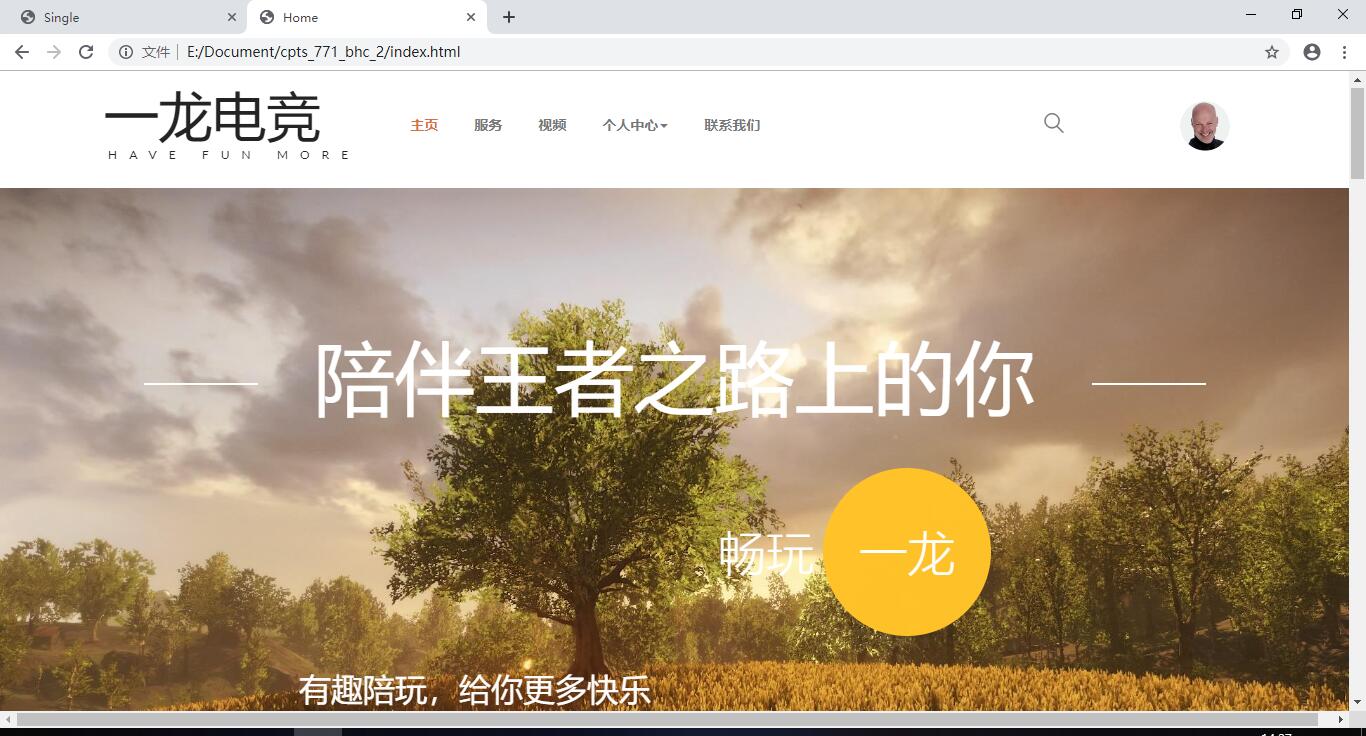 Single
Home
文件 E:/Document/cpts_771_bhc_2/index.html
一龙电竞
HAVE FUN MORE
主页 服务 视频 个人中心 联系我们
陪伴王者之路上的你
畅玩 一龙
有趣陪玩，给你更多快乐